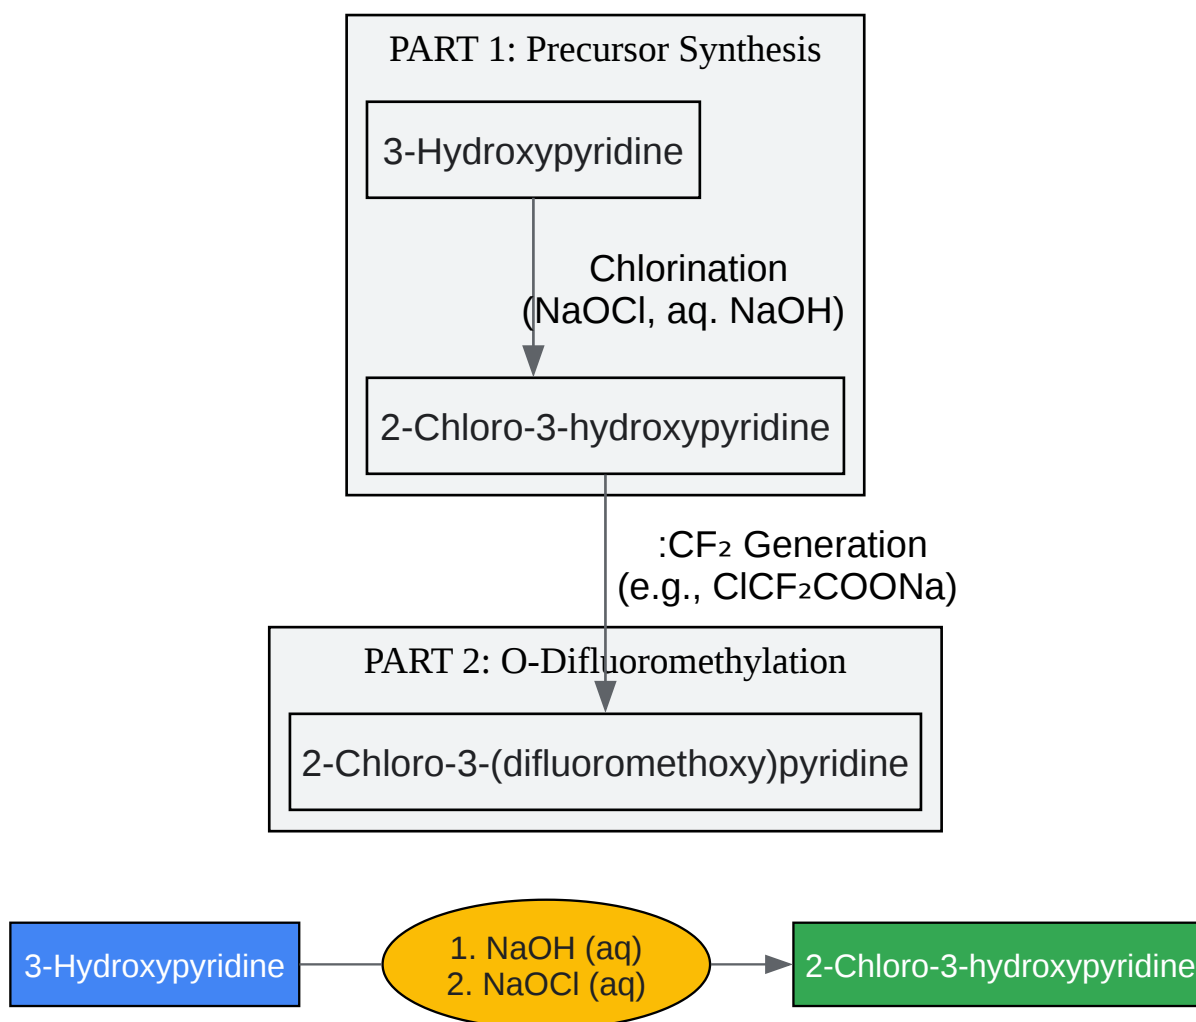 PART 1: Precursor Synthesis
3-Hydroxypyridine
Chlorination
(NaOCl, aq. NaOH)
2-Chloro-3-hydroxypyridine
:CF₂ Generation
(e.g., ClCF₂COONa)
PART 2: O-Difluoromethylation
2-Chloro-3-(difluoromethoxy)pyridine
3-Hydroxypyridine
1. NaOH (aq)
2. NaOCl (aq)
2-Chloro-3-hydroxypyridine